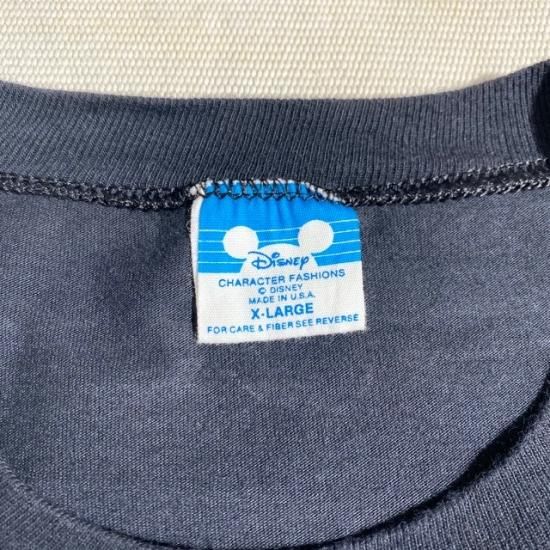 Disney
CHARACTER FASHIONS
© DISNEY
MADE IN U.S.A.
X-LARGE
FOR CARE & FIBER SEE REVERSE